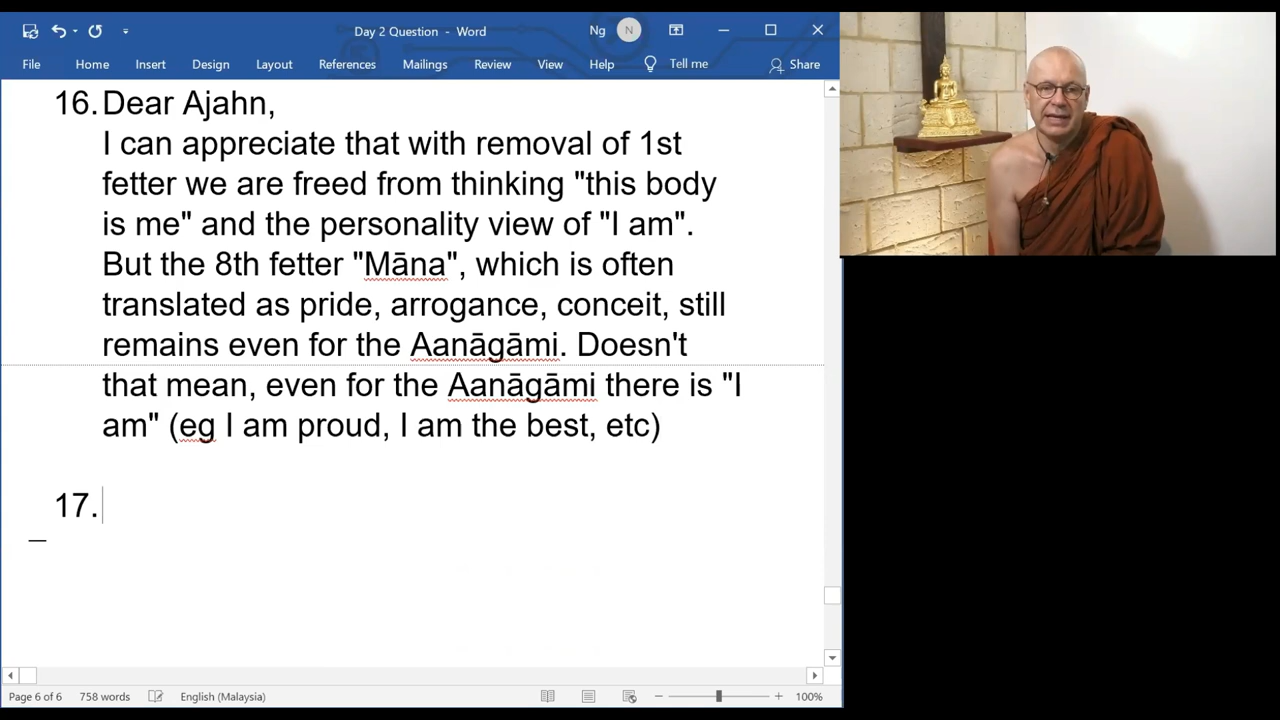 Day 2 Question - Word
Ng
N
File Home Insert Design Layout References Mailings Review View Help Tell me Share
16. Dear Ajahn,
I can appreciate that with removal of 1st
fetter we are freed from thinking "this body
is me" and the personality view of "I am".
But the 8th fetter "Māna", which is often
translated as pride, arrogance, conceit, still
remains even for the Aanāgāmi. Doesn't
that mean, even for the Aanāgāmi there is "I
am" (eg I am proud, I am the best, etc)
17.
Page 6 of 6 758 words English (Malaysia) 100%